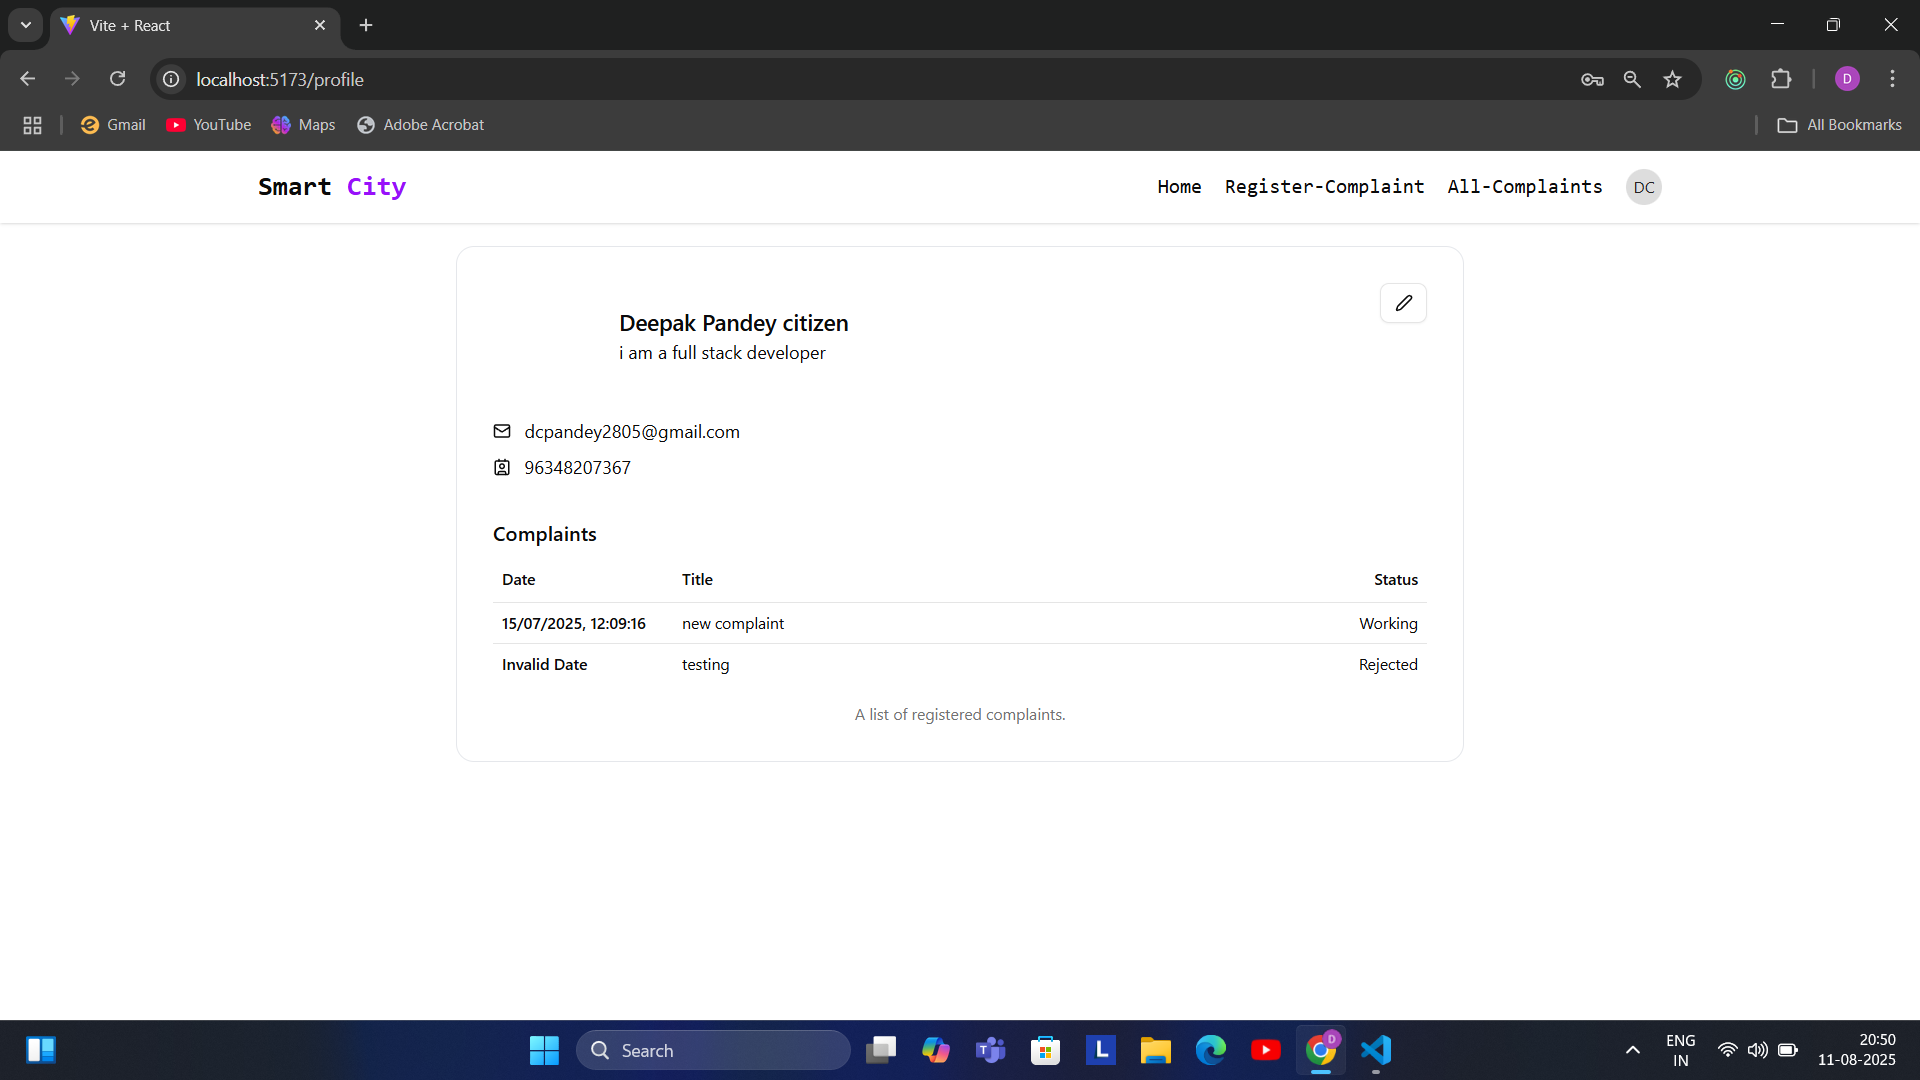 Vite + React
localhost:5173/profile
D
Gmail
YouTube
Maps
Adobe Acrobat
All Bookmarks
Smart City
Home
Register-Complaint
All-Complaints
DC
Deepak Pandey citizen
i am a full stack developer
dcpandey2805@gmail.com
96348207367
Complaints
Date Title Status
15/07/2025, 12:09:16 new complaint Working
Invalid Date testing Rejected
A list of registered complaints.
Search
T
L
D
ENG
IN
20:50
11-08-2025